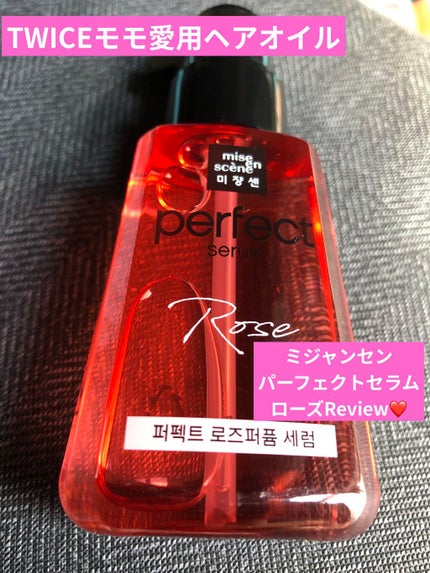 TWICEモモ愛用ヘアオイル
mise
en
scène
미쟝센
perfect
serum
Rose
ミジャンセン
パーフェクトセラム
ローズReview❤️
퍼펙트 로즈퍼퓸 세럼